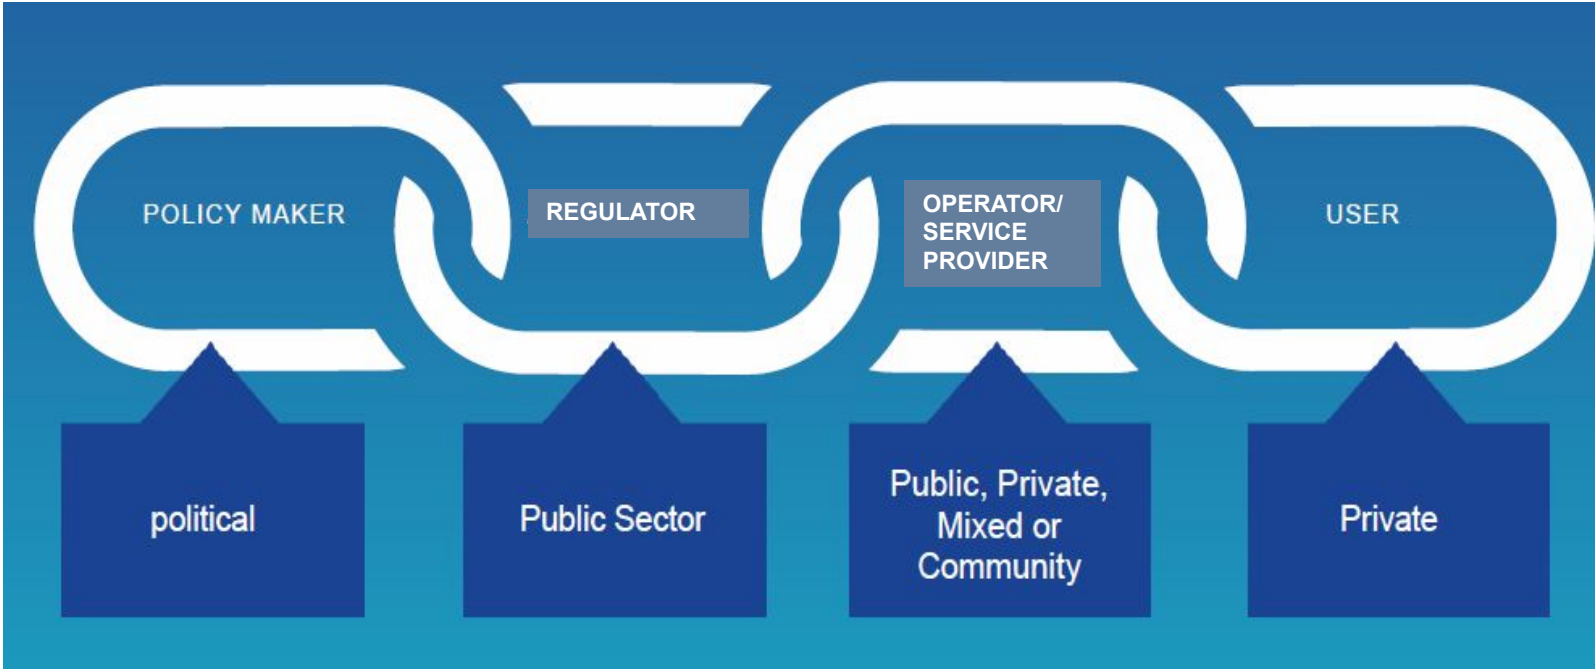 POLICY MAKER
REGULATOR
OPERATOR/
SERVICE
PROVIDER
USER
political
Public Sector
Public, Private,
Mixed or
Community
Private